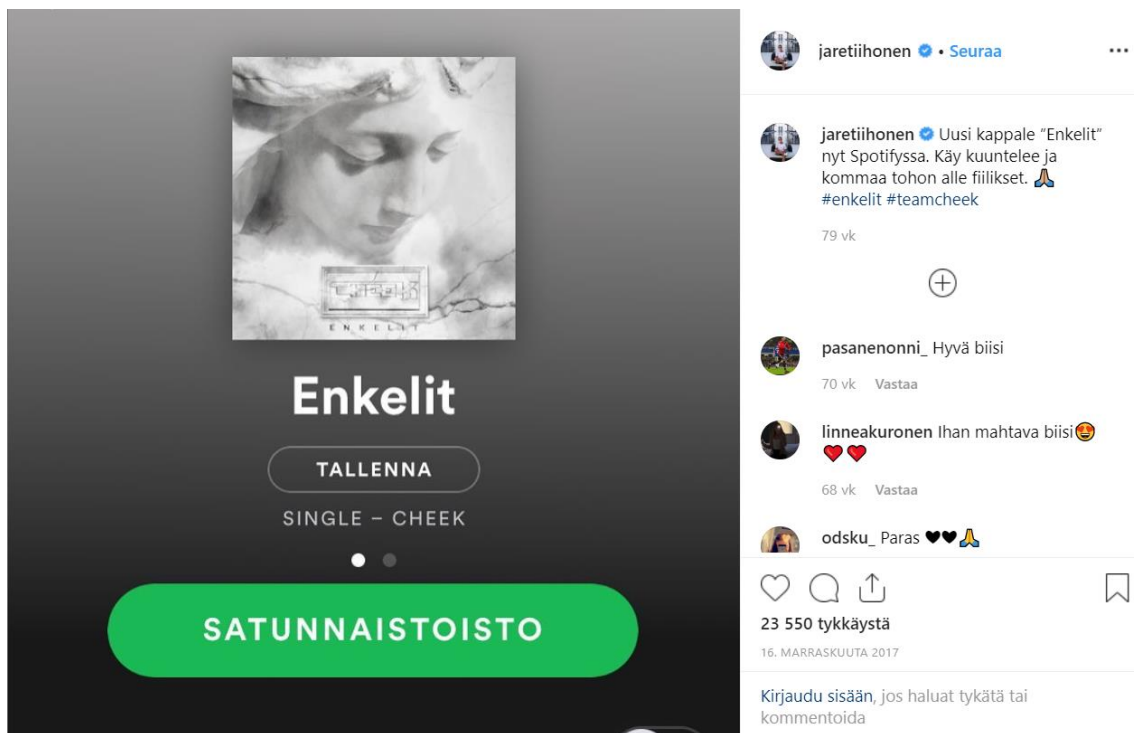 CHEEK
ENKELIT
Enkelit
TALLENNA
SINGLE – CHEEK
SATUNNAISTOISTO
jaretiihonen • Seuraa
jaretiihonen Uusi kappale “Enkelit”
nyt Spotifyssa. Käy kuuntelee ja
kommaa tohon alle fiilikset. 🙏🏽
#enkelit #teamcheek
79 vk
pasanenonni_ Hyvä biisi
70 vk Vastaa
linneakuronen Ihan mahtava biisi😍
❤️❤️
68 vk Vastaa
odsku_ Paras 🖤🖤🙏
23 550 tykkäystä
16. MARRASKUUTA 2017
Kirjaudu sisään, jos haluat tykätä tai
kommentoida